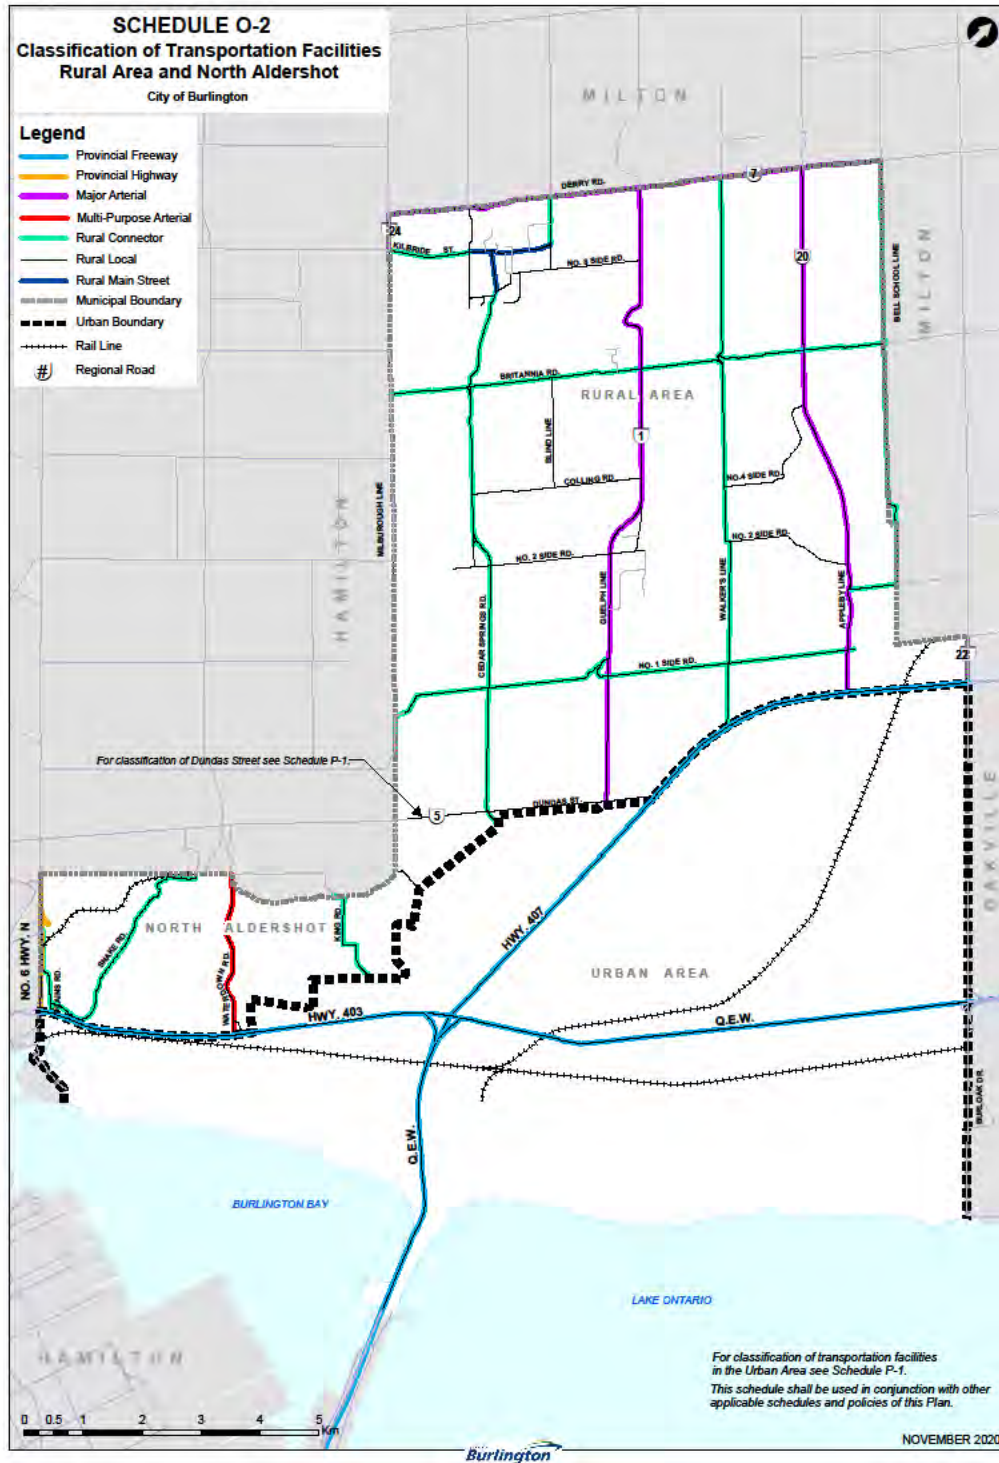 SCHEDULE O-2
Classification of Transportation Facilities
Rural Area and North Aldershot
City of Burlington
Legend
Provincial Freeway
Provincial Highway
Major Arterial
Multi-Purpose Arterial
Rural Connector
Rural Local
Rural Main Street
Municipal Boundary
Urban Boundary
Rail Line
# Regional Road
MILTON
DERRY RD.
7
24
KILBRIDE ST.
NO. 8 SIDE RD.
20
BELL SCHOOL LINE
MILTON
BRITANNIA RD.
RURAL AREA
BLIND LINE
1
COLLING RD.
NO.4 SIDE RD.
MILBOROUGH LINE
HAMILTON
NO. 2 SIDE RD.
NO. 2 SIDE RD.
CEDAR SPRINGS RD.
GUELPH LINE
WALKER'S LINE
APPLEBY LINE
NO. 1 SIDE RD.
22
For classification of Dundas Street see Schedule P-1.
DUNDAS ST.
5
OAKVILLE
HWY. 407
NO. 6 HWY. N
SNAKE RD.
NORTH ALDERSHOT
WATERDOWN RD.
KING RD.
URBAN AREA
HWY. 403
Q.E.W.
BURLOAK DR.
Q.E.W.
BURLINGTON BAY
LAKE ONTARIO
HAMILTON
For classification of transportation facilities
in the Urban Area see Schedule P-1.
This schedule shall be used in conjunction with other
applicable schedules and policies of this Plan.
0 0.5 1 2 3 4 5
Km
NOVEMBER 2020
Burlington